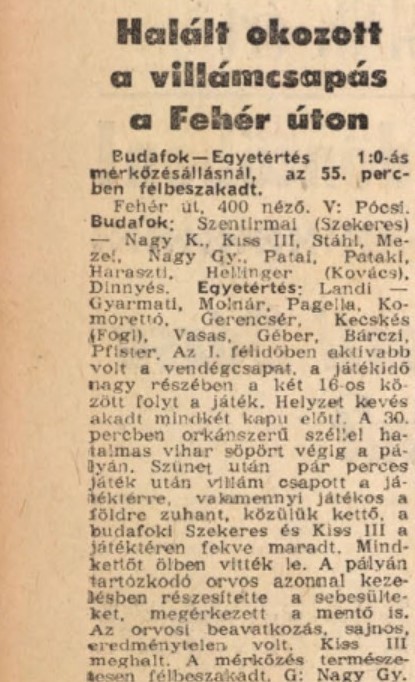 Halált okozott
a villámcsapás
a Fehér úton
Budafok—Egyetértés 1:0-ás
mérkőzésállásnál, az 55. perc-
ben félbeszakadt.
Fehér út, 400 néző. V: Pócsi.
Budafok: Szentirmai (Szekeres)
— Nagy K., Kiss III, Stáhl, Me-
zei, Nagy Gy., Patai, Pataki,
Haraszti, Hellinger (Kovács),
Dinnyés. Egyetértés: Landi —
Gyarmati, Molnár, Pagella, Ko-
morettó, Gerencsér, Kecskés
(Fogi), Vasas, Géber, Bárczi,
Pfister. Az I. félidőben aktívabb
volt a vendégcsapat, a játékidő
nagy részében a két 16-os kö-
zött folyt a játék. Helyzet kevés
akadt mindkét kapu előtt. A 30.
percben orkánszerű széllel ha-
talmas vihar söpört végig a pá-
lyán. Szünet után pár perces
játék után villám csapott a já-
téktérre, valamennyi játékos a
földre zuhant, közülük kettő, a
budafoki Szekeres és Kiss III a
játéktéren fekve maradt. Mind-
kettőt ölben vitték le. A pályán
tartózkodó orvos azonnal keze-
lésben részesítette a sebesülte-
ket, megérkezett a mentő is.
Az orvosi beavatkozás, sajnos,
eredménytelen volt. Kiss III
meghalt. A mérkőzés természe-
tesen félbeszakadt. G: Nagy Gy.